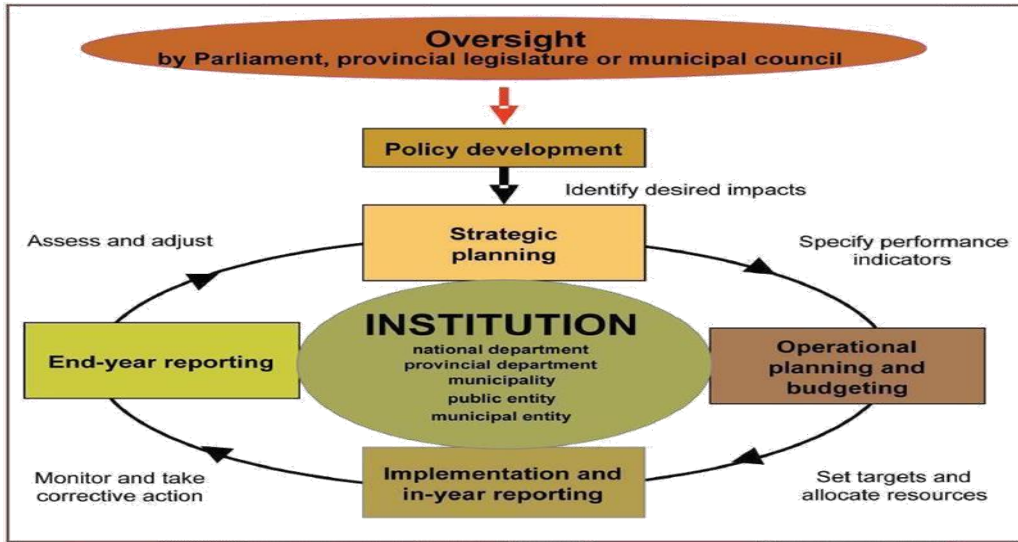 Oversight
by Parliament, provincial legislature or municipal council
Policy development
Identify desired impacts
Strategic
planning
Assess and adjust
Specify performance
indicators
INSTITUTION
national department
provincial department
municipality
public entity
municipal entity
End-year reporting
Operational
planning and
budgeting
Monitor and take
corrective action
Implementation and
in-year reporting
Set targets and
allocate resources